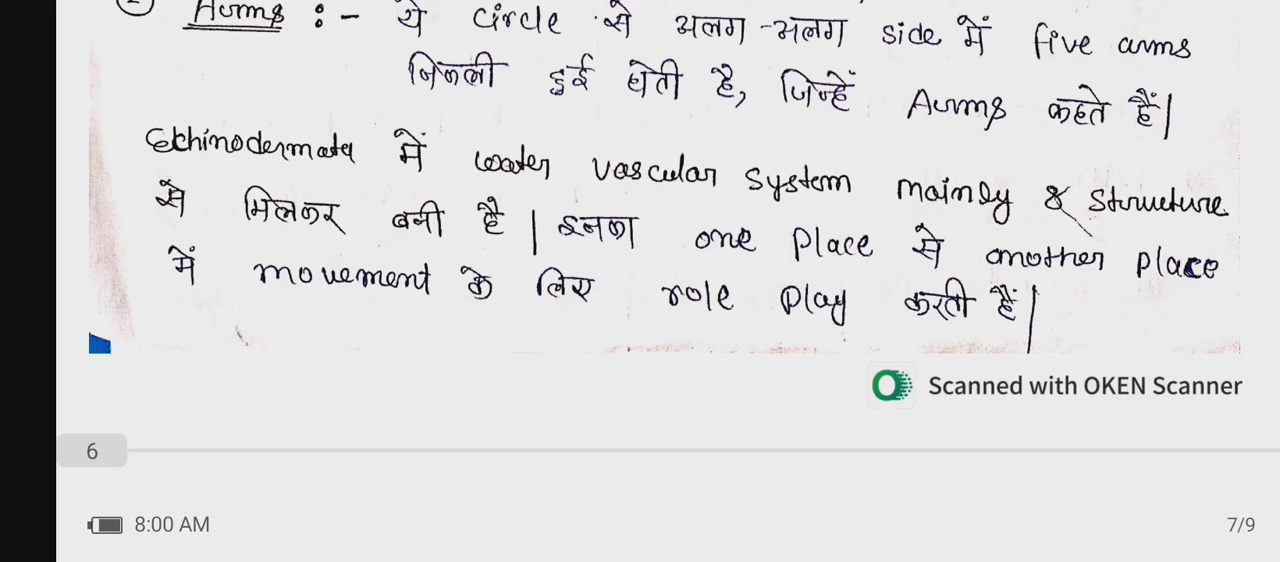 Arms :- ये circle से अलग-अलग side में five arms
निकली हुई होती है, जिन्हें Arms कहते हैं|
Echinodermata में water vascular system mainly 8 structure
से मिलकर बनी है | इनका one place से another place
में movement के लिए role play करती हैं|
Scanned with OKEN Scanner
6
8:00 AM
7/9